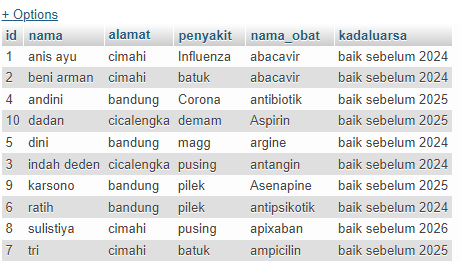 + Options
id nama alamat penyakit nama_obat kadaluarsa
1 anis ayu cimahi Influenza abacavir baik sebelum 2024
2 beni arman cimahi batuk abacavir baik sebelum 2024
4 andini bandung Corona antibiotik baik sebelum 2025
10 dadan cicalengka demam Aspirin baik sebelum 2025
5 dini bandung magg argine baik sebelum 2024
3 indah deden cicalengka pusing antangin baik sebelum 2024
9 karsono bandung pilek Asenapine baik sebelum 2025
6 ratih bandung pilek antipsikotik baik sebelum 2024
8 sulistiya cimahi pusing apixaban baik sebelum 2026
7 tri cimahi batuk ampicilin baik sebelum 2025